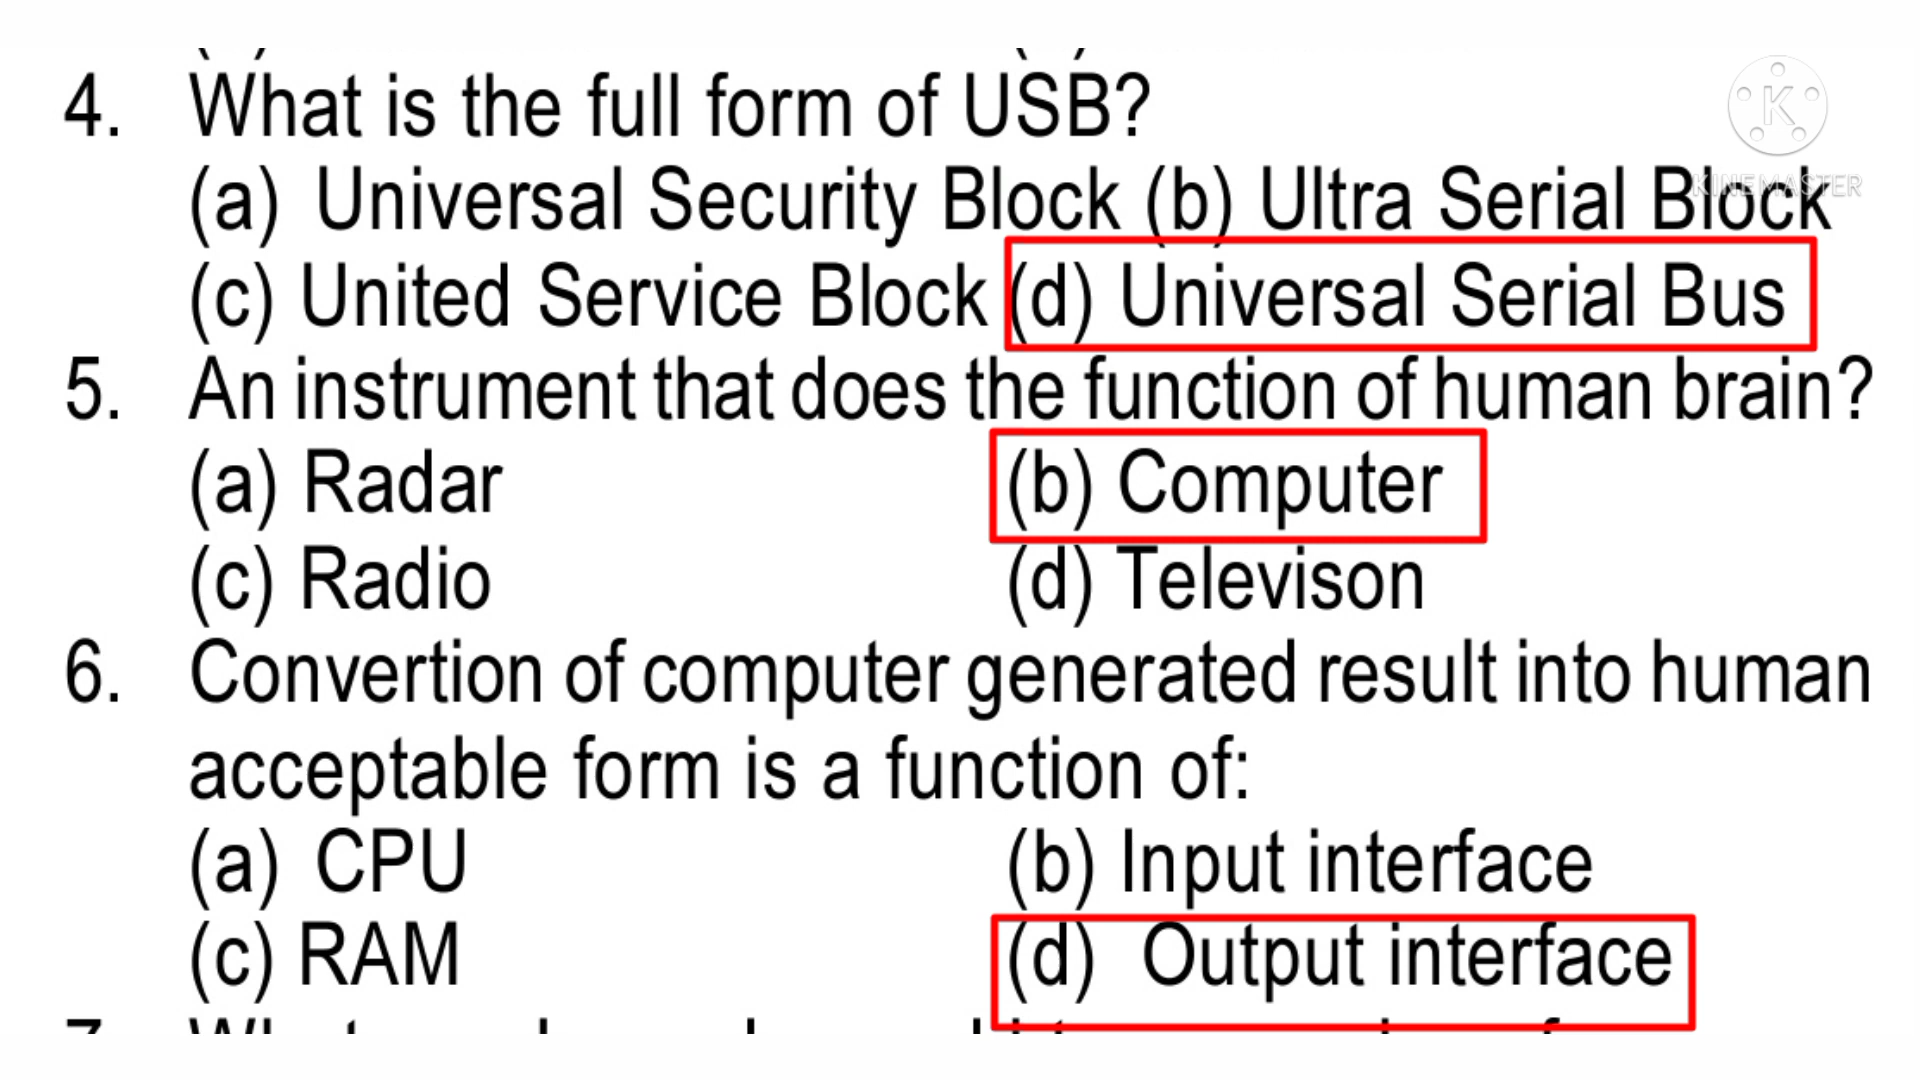 4. What is the full form of USB?
(a) Universal Security Block (b) Ultra Serial Block
(c) United Service Block (d) Universal Serial Bus
5. An instrument that does the function of human brain?
(a) Radar (b) Computer
(c) Radio (d) Televison
6. Convertion of computer generated result into human
acceptable form is a function of:
(a) CPU (b) Input interface
(c) RAM (d) Output interface
K
KINEMASTER